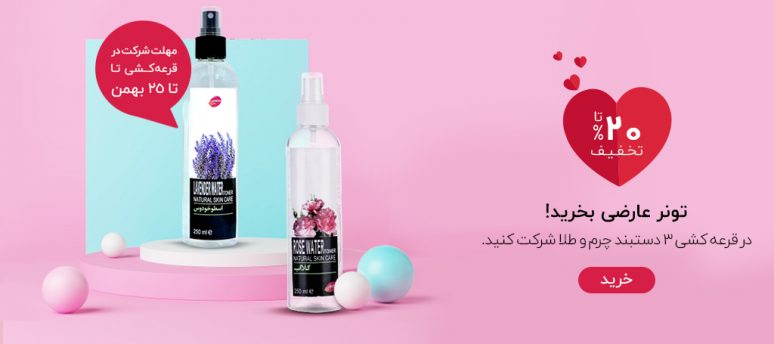 مهلت شرکت در
قرعه‌کشی تا
تا ۲۵ بهمن
LAVENDER WATER TONER
NATURAL SKIN CARE
اسطوخودوس
250 ml e
ROSE WATER TONER
NATURAL SKIN CARE
گلاب
250 ml e
تا
۲۰%
تخفیف
تونر عارضی بخرید!
در قرعه کشی ۳ دستبند چرم و طلا شرکت کنید.
خرید